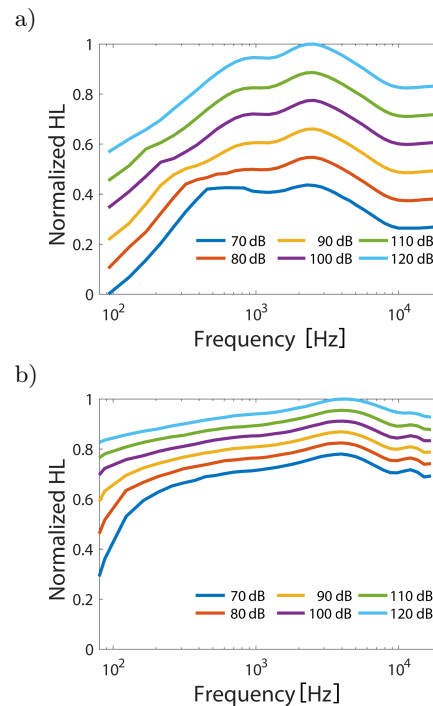 a)
Normalized HL
1
0.8
0.6
0.4
0.2
0
70 dB 90 dB 110 dB
80 dB 100 dB 120 dB
10² 10³ 10⁴
Frequency [Hz]
b)
Normalized HL
1
0.8
0.6
0.4
0.2
0
70 dB 90 dB 110 dB
80 dB 100 dB 120 dB
10² 10³ 10⁴
Frequency [Hz]